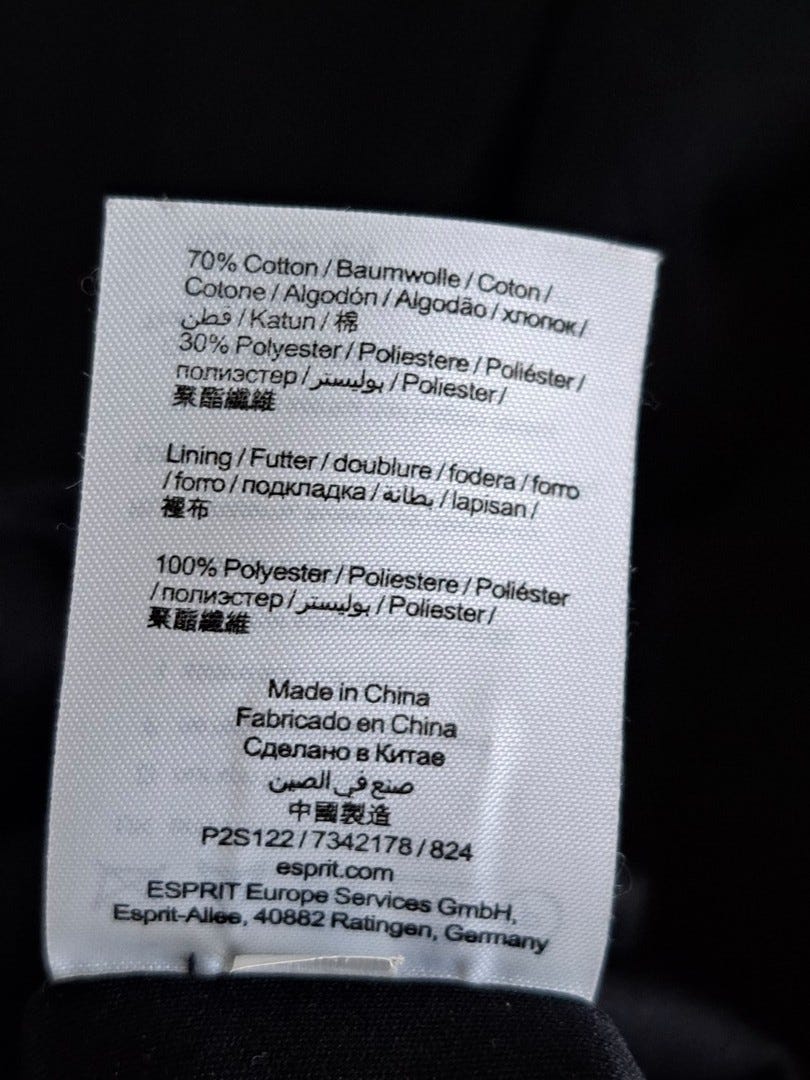 70% Cotton / Baumwolle / Coton /
Cotone / Algodón / Algodão / хлопок /
قطن / Katun / 棉
30% Polyester / Poliestere / Poliéster /
полиэстер / بوليستر / Poliester /
聚酯纖維
Lining / Futter / doublure / fodera / forro
/ forro / подкладка / بطانة / lapisan /
裡布
100% Polyester / Poliestere / Poliéster
/ полиэстер / بوليستر / Poliester /
聚酯纖維
Made in China
Fabricado en China
Сделано в Китае
صنع في الصين
中國製造
P2S122 / 7342178 / 824
esprit.com
ESPRIT Europe Services GmbH,
Esprit-Allee, 40882 Ratingen, Germany